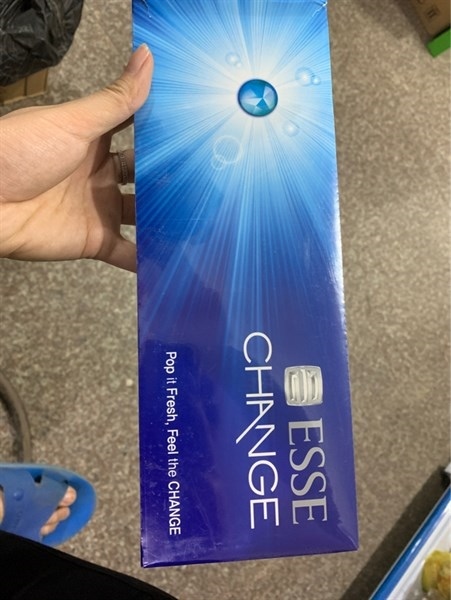 ESSE
CHANGE
Pop it Fresh, Feel the CHANGE